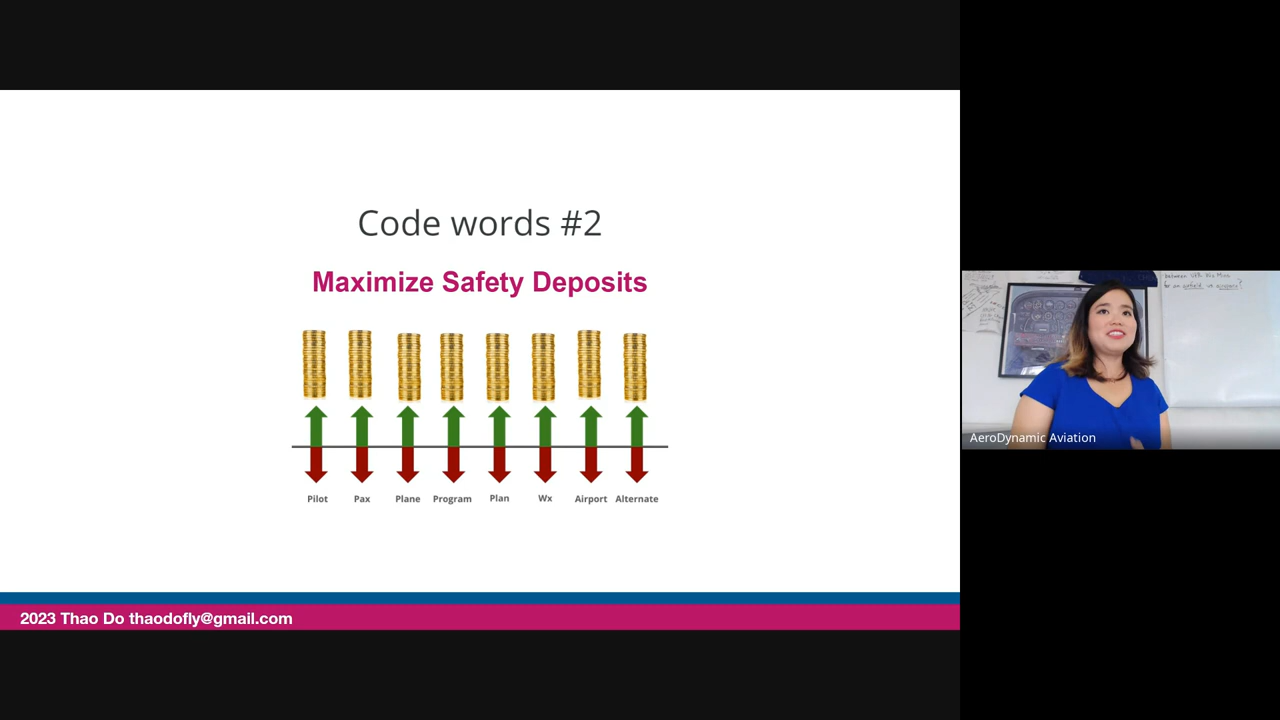 Code words #2
Maximize Safety Deposits
Pilot Pax Plane Program Plan Wx Airport Alternate
2023 Thao Do thaodofly@gmail.com
between
AeroDynamic Aviation